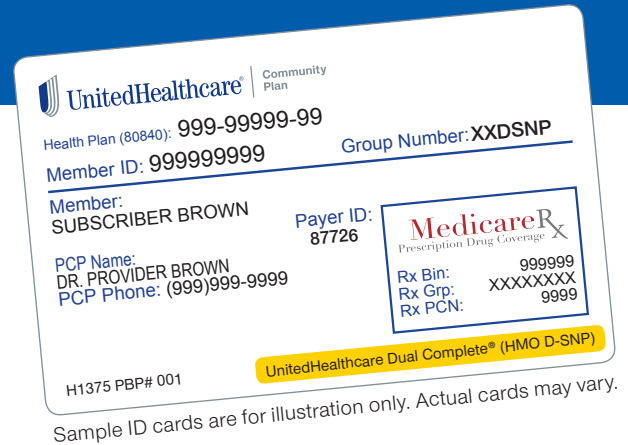 UnitedHealthcare® Community
Plan
Health Plan (80840): 999-99999-99
Member ID: 999999999 Group Number: XXDSNP
Member:
SUBSCRIBER BROWN
Payer ID:
87726
PCP Name:
DR. PROVIDER BROWN
PCP Phone: (999)999-9999
MedicareRx
Prescription Drug Coverage
Rx Bin: 999999
Rx Grp: XXXXXXXX
Rx PCN: 9999
H1375 PBP# 001
UnitedHealthcare Dual Complete® (HMO D-SNP)
Sample ID cards are for illustration only. Actual cards may vary.